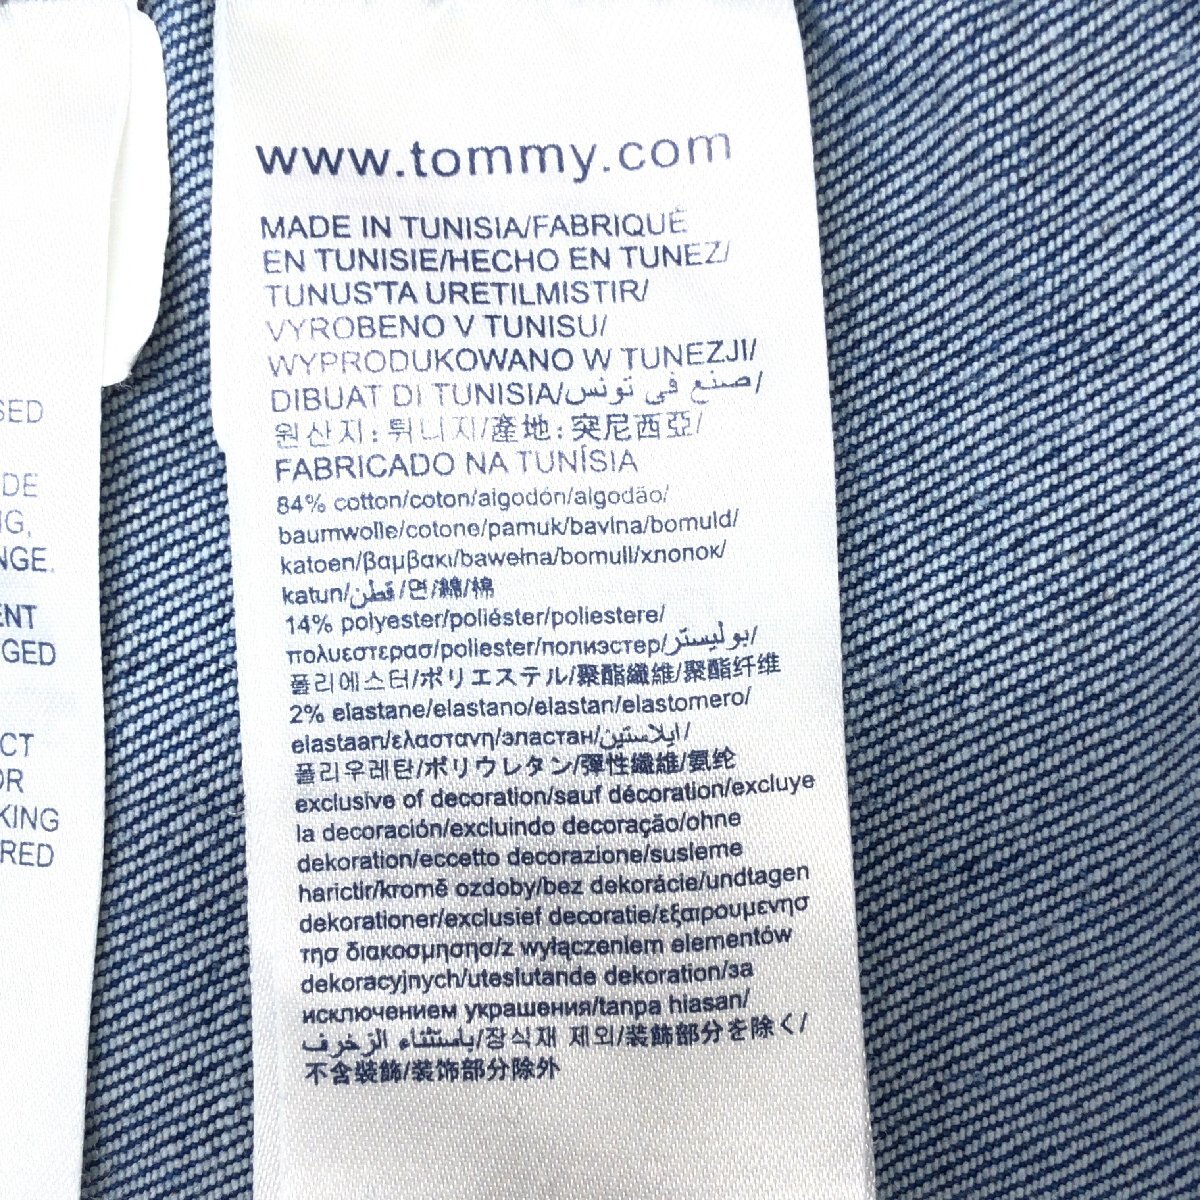 SED
DE
NGE.
ENT
GED
CT
OR
KING
RED
www.tommy.com
MADE IN TUNISIA/FABRIQUÉ
EN TUNISIE/HECHO EN TUNEZ/
TUNUS'TA URETILMISTIR/
VYROBENO V TUNISU/
WYPRODUKOWANO W TUNEZJI/
DIBUAT DI TUNISIA/صنع في تونس/
원산지: 튀니지/產地: 突尼西亞/
FABRICADO NA TUNÍSIA
84% cotton/coton/algodón/algodão/
baumwolle/cotone/pamuk/bavlna/bomuld/
katoen/βαμβακι/bawełna/bomull/хлопок/
katun/قطن/면/綿/棉
14% polyester/poliéster/poliestere/
πολυεστερασ/poliester/полиэстер/بوليستر/
폴리에스터/ポリエステル/聚酯纖維/聚酯纤维
2% elastane/elastano/elastan/elastomero/
elastaan/ελαστανη/эластан/ايلاستين/
폴리우레탄/ポリウレタン/彈性纖維/氨纶
exclusive of decoration/sauf décoration/excluye
la decoración/excluindo decoração/ohne
dekoration/eccetto decorazione/susleme
harictir/kromě ozdoby/bez dekorácie/undtagen
dekorationer/exclusief decoratie/εξαιρουμενησ
τησ διακοσμησησ/z wyłączeniem elementów
dekoracyjnych/uteslutande dekoration/за
исключением украшения/tanpa hiasan/
باستثناء الزخرف/장식재 제외/装飾部分を除く/
不含裝飾/装饰部分除外